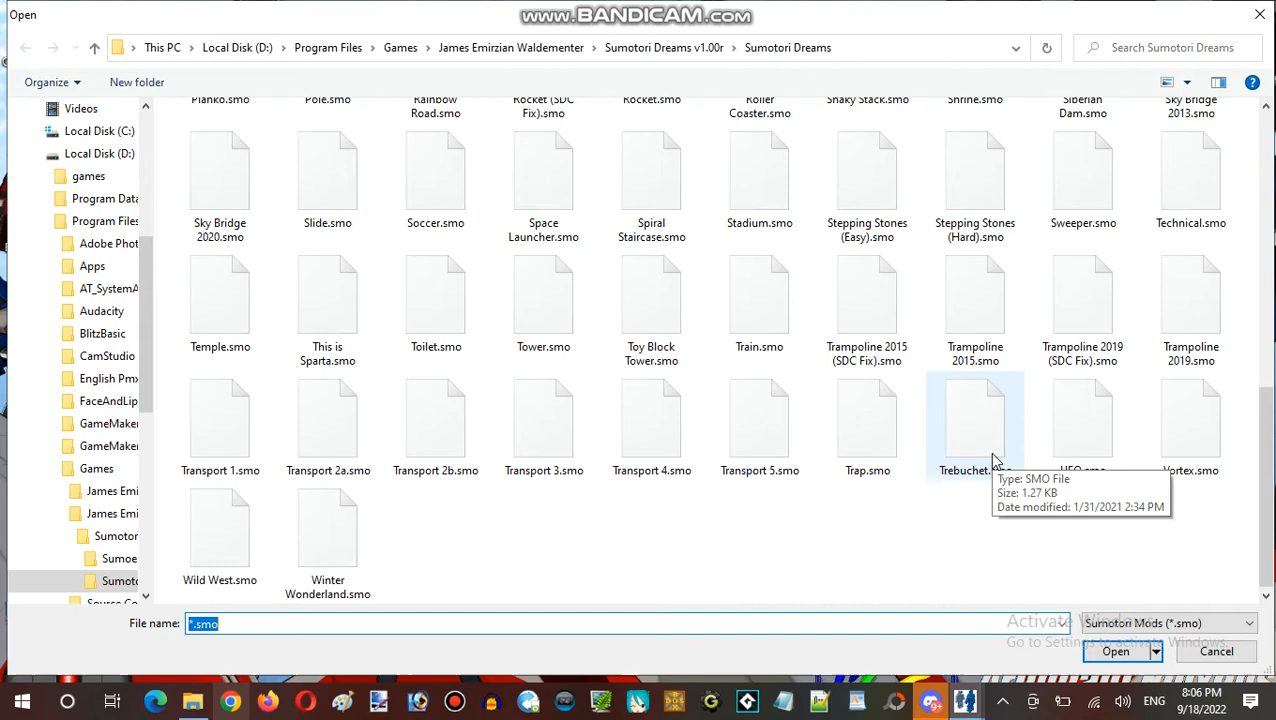 Open
www.BANDICAM.com
This PC > Local Disk (D:) > Program Files > Games > James Emirzian Waldementer > Sumotori Dreams v1.00r > Sumotori Dreams
Search Sumotori Dreams
Organize
New folder
Videos
Local Disk (C:)
Local Disk (D:)
games
Program Data
Program Files
Adobe Phot
Apps
AT_SystemA
Audacity
BlitzBasic
CamStudio
English Pmx
FaceAndLip
GameMaker
GameMaker
Games
James Emi
James Emi
Sumotor
Sumoe
Sumoto
Source Co
Planko.smo
Pole.smo
Rainbow
Road.smo
Rocket (SDC
Fix).smo
Rocket.smo
Roller
Coaster.smo
Shaky Stack.smo
Shrine.smo
Siberian
Dam.smo
Sky Bridge
2013.smo
Sky Bridge
2020.smo
Slide.smo
Soccer.smo
Space
Launcher.smo
Spiral
Staircase.smo
Stadium.smo
Stepping Stones
(Easy).smo
Stepping Stones
(Hard).smo
Sweeper.smo
Technical.smo
Temple.smo
This is
Sparta.smo
Toilet.smo
Tower.smo
Toy Block
Tower.smo
Train.smo
Trampoline 2015
(SDC Fix).smo
Trampoline
2015.smo
Trampoline 2019
(SDC Fix).smo
Trampoline
2019.smo
Transport 1.smo
Transport 2a.smo
Transport 2b.smo
Transport 3.smo
Transport 4.smo
Transport 5.smo
Trap.smo
Trebuchet.smo
UFO.smo
Vortex.smo
Type: SMO File
Size: 1.27 KB
Date modified: 1/31/2021 2:34 PM
Wild West.smo
Winter
Wonderland.smo
File name:
*.smo
Sumotori Mods (*.smo)
Activate Windows
Go to Settings to activate Windows.
Open
Cancel
ENG
8:06 PM
9/18/2022